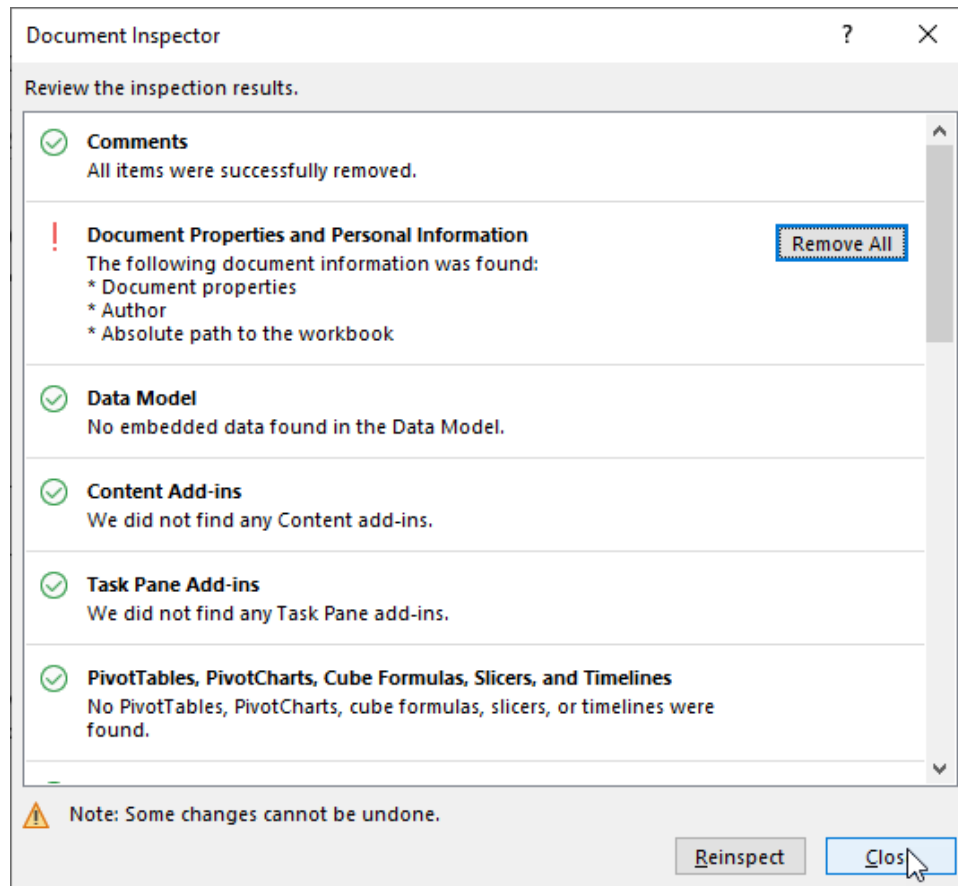 Document Inspector
?
Review the inspection results.
Comments
All items were successfully removed.
Document Properties and Personal Information
Remove All
The following document information was found:
* Document properties
* Author
* Absolute path to the workbook
Data Model
No embedded data found in the Data Model.
Content Add-ins
We did not find any Content add-ins.
Task Pane Add-ins
We did not find any Task Pane add-ins.
PivotTables, PivotCharts, Cube Formulas, Slicers, and Timelines
No PivotTables, PivotCharts, cube formulas, slicers, or timelines were
found.
Note: Some changes cannot be undone.
Reinspect
Clos